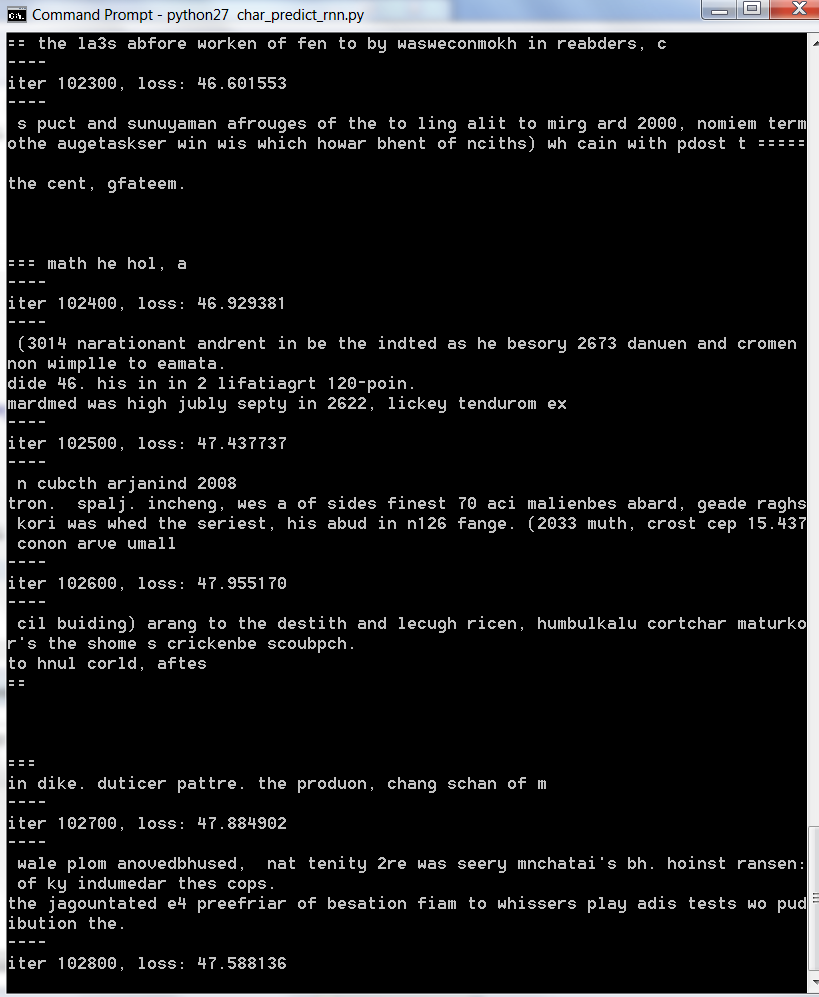 Command Prompt - python27 char_predict_rnn.py
== the la3s abfore worken of fen to by wasweconmokh in reabders, c
----
iter 102300, loss: 46.601553
----
s puct and sunuyaman afrouges of the to ling alit to mirg ard 2000, nomiem term
othe augetaskser win wis which howar bhent of nciths) wh cain with pdost t =====
the cent, gfateem.
=== math he hol, a
----
iter 102400, loss: 46.929381
----
(3014 narationant andrent in be the indted as he besory 2673 danuen and cromen
non wimplle to eamata.
dide 46. his in in 2 lifatiagrt 120-poin.
mardmed was high jubly septy in 2622, lickey tendurom ex
----
iter 102500, loss: 47.437737
----
n cubcth arjanind 2008
tron.  spalj. incheng, wes a of sides finest 70 aci malienbes abard, geade raghs
kori was whed the seriest, his abud in n126 fange. (2033 muth, crost cep 15.437
conon arve umall
----
iter 102600, loss: 47.955170
----
cil buiding) arang to the destith and lecugh ricen, humbulkalu cortchar maturko
r's the shome s crickenbe scoubpch.
to hnul corld, aftes
==
===
in dike. duticer pattre. the produon, chang schan of m
----
iter 102700, loss: 47.884902
----
wale plom anovedbhused,  nat tenity 2re was seery mnchatai's bh. hoinst ransen:
of ky indumedar thes cops.
the jagountated e4 preefriar of besation fiam to whissers play adis tests wo pud
ibution the.
----
iter 102800, loss: 47.588136